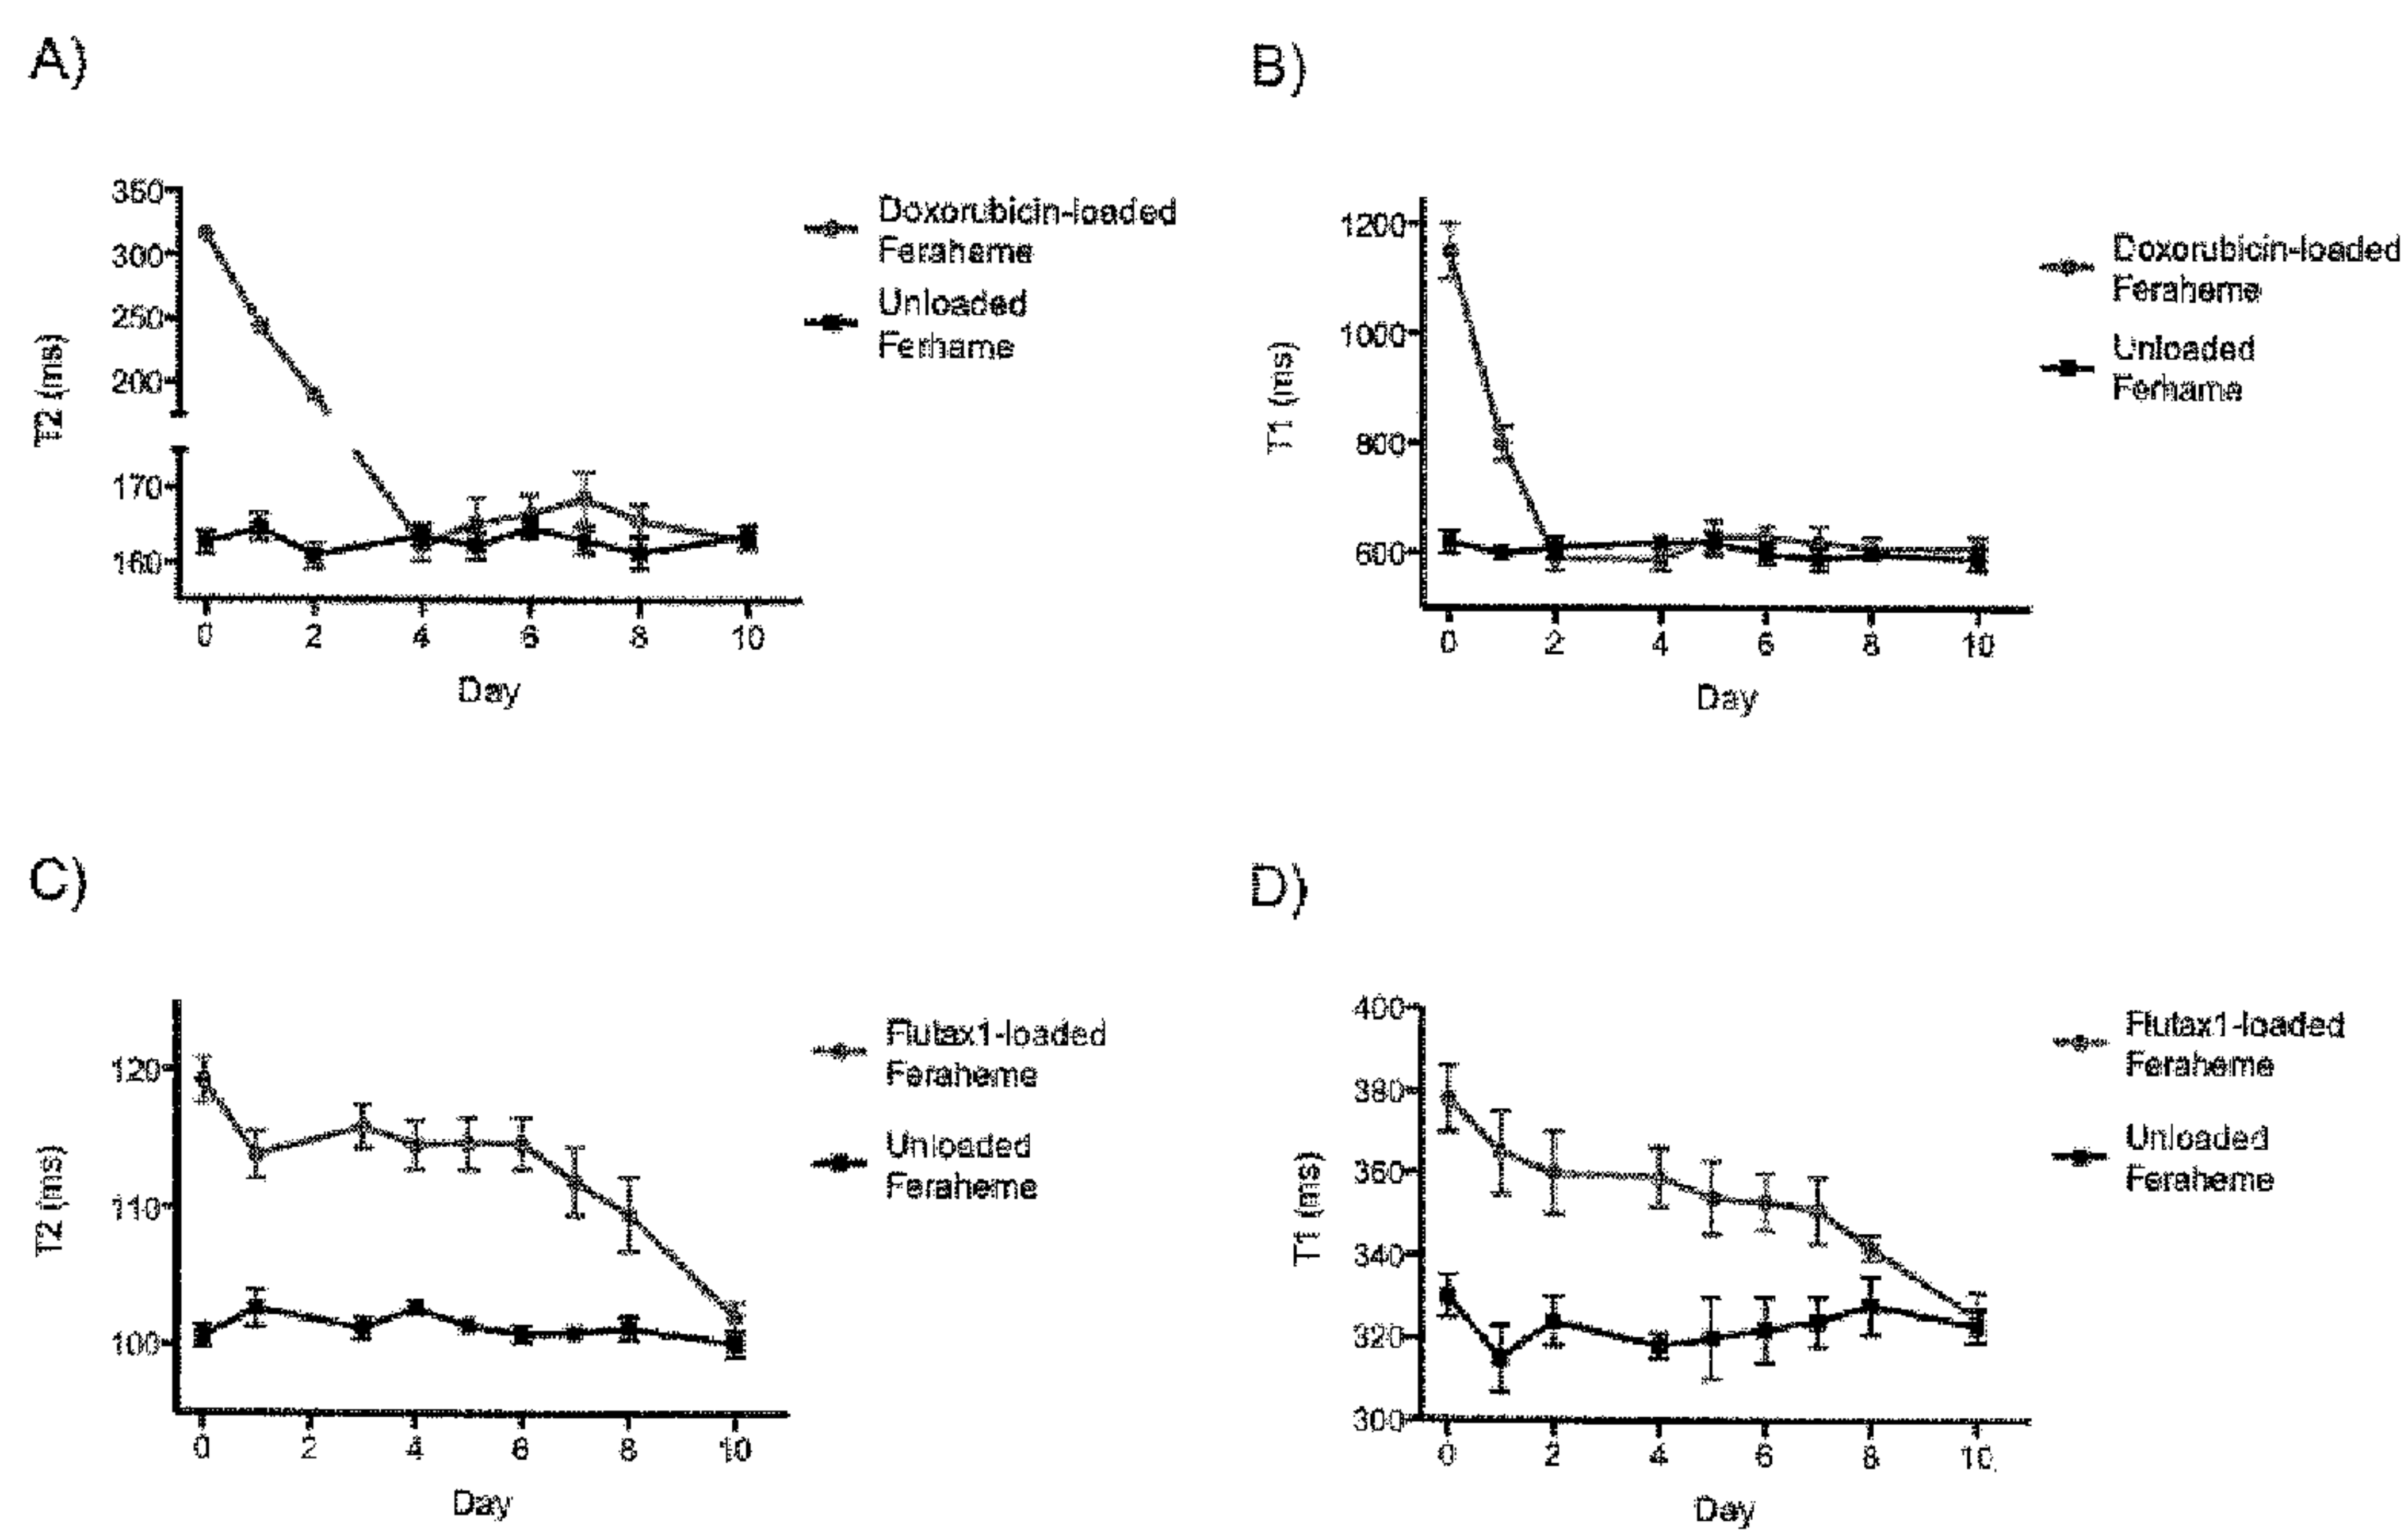 A)
350
300
250
200
170
160
T2 (ms)
0 2 4 6 8 10
Day
Doxorubicin-loaded
Feraheme
Unloaded
Ferhame
B)
1200
1000
800
600
T1 (ms)
0 2 4 6 8 10
Day
Doxorubicin-loaded
Feraheme
Unloaded
Ferhame
C)
120
110
100
T2 (ms)
0 2 4 6 8 10
Day
Flutax1-loaded
Feraheme
Unloaded
Feraheme
D)
400
380
360
340
320
300
T1 (ms)
0 2 4 6 8 10
Day
Flutax1-loaded
Feraheme
Unloaded
Feraheme